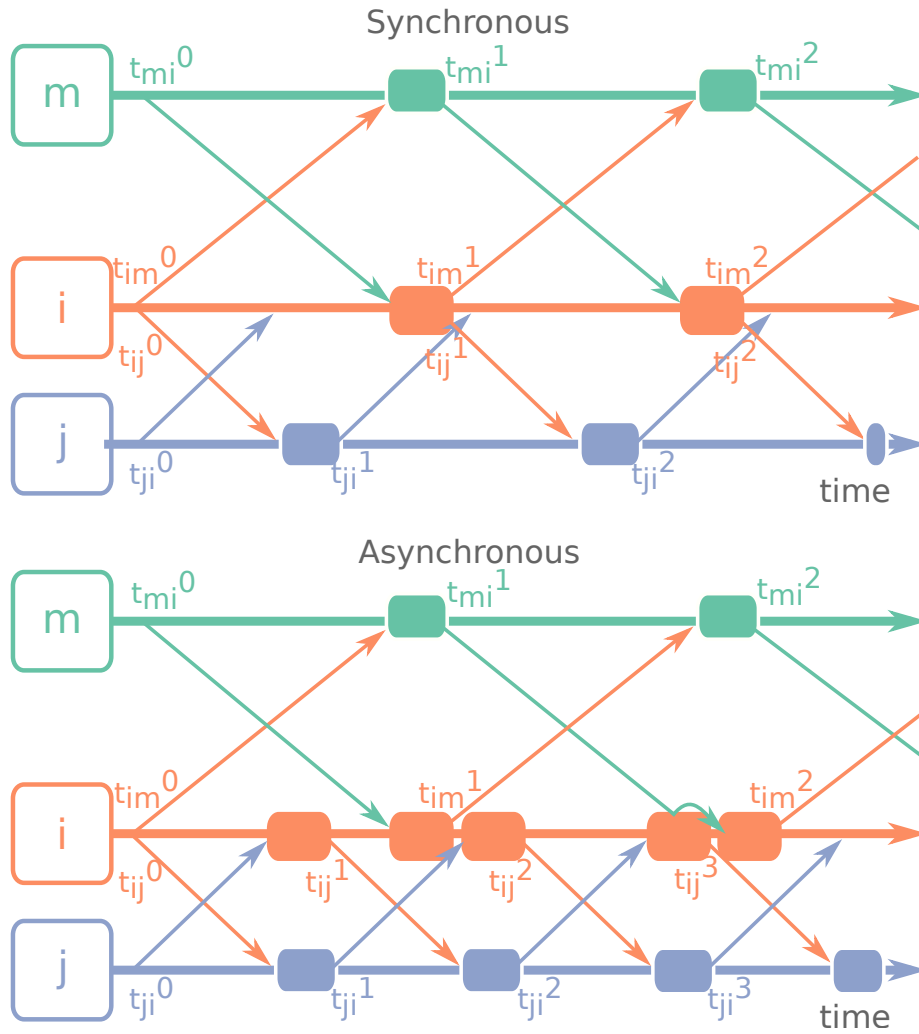 Synchronous
m
t_mi^0
t_mi^1
t_mi^2
i
t_im^0
t_im^1
t_im^2
t_ij^0
t_ij^1
t_ij^2
j
t_ji^0
t_ji^1
t_ji^2
time
Asynchronous
m
t_mi^0
t_mi^1
t_mi^2
i
t_im^0
t_im^1
t_im^2
t_ij^0
t_ij^1
t_ij^2
t_ij^3
j
t_ji^0
t_ji^1
t_ji^2
t_ji^3
time